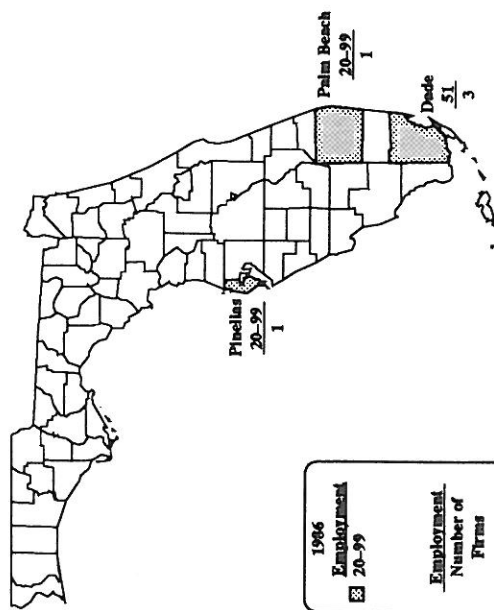 Palm Beach
20-99
1
Dade
51
3
Pinellas
20-99
1
1986
Employment
20-99
Employment
Number of
Firms